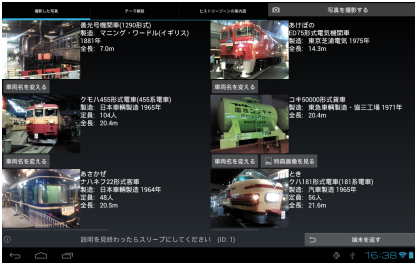 撮影した写真
テーマ解説
ヒストリーゾーンの案内図
写真を撮影する
善光号機関車(1290形式)
製造: マニング・ワードル(イギリス)
1881年
全長: 7.0m
車両名を変える
あけぼの
ED75形式電気機関車
製造: 東京芝浦電気 1975年
全長: 14.3m
車両名を変える
クモハ455形式電車(455系電車)
製造: 日本車輌製造 1965年
定員: 104人
全長: 20.4m
車両名を変える
コキ50000形式貨車
製造: 東急車輌製造・協三工場 1971年
全長: 20.4m
車両名を変える
特典画像を見る
あさかぜ
ナハネフ22形式客車
製造: 日本車輌製造 1964年
定員: 48人
全長: 20.5m
とき
クハ181形式電車(181系電車)
製造: 汽車製造 1965年
定員: 56人
全長: 21.6m
説明を見終わったらスリープにしてください (ID: 1)
端末を返す
16:38